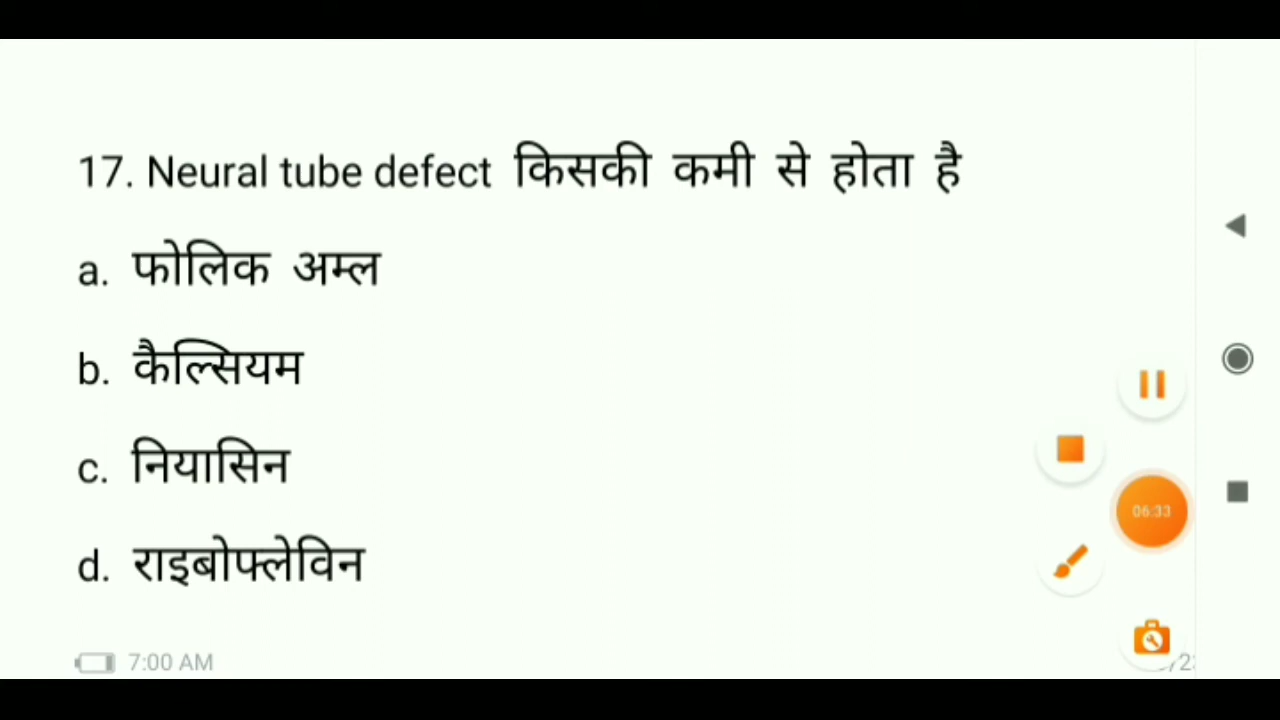 17. Neural tube defect किसकी कमी से होता है
a. फोलिक अम्ल
b. कैल्सियम
c. नियासिन
d. राइबोफ्लेविन
06:33
7:00 AM